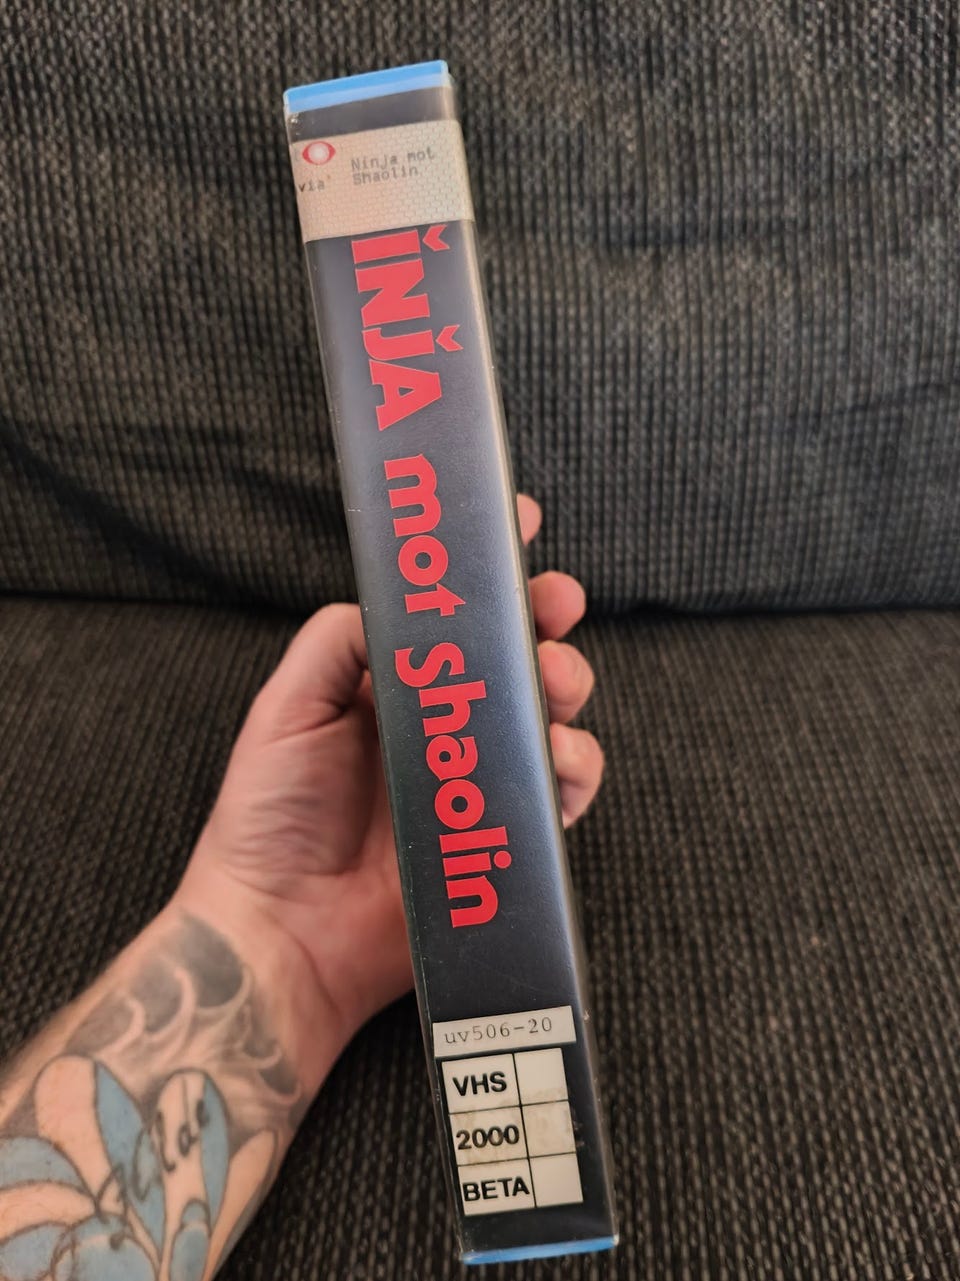 Ninja mot
Shaolin
via'
INJA mot Shaolin
uv506-20
VHS
2000
BETA